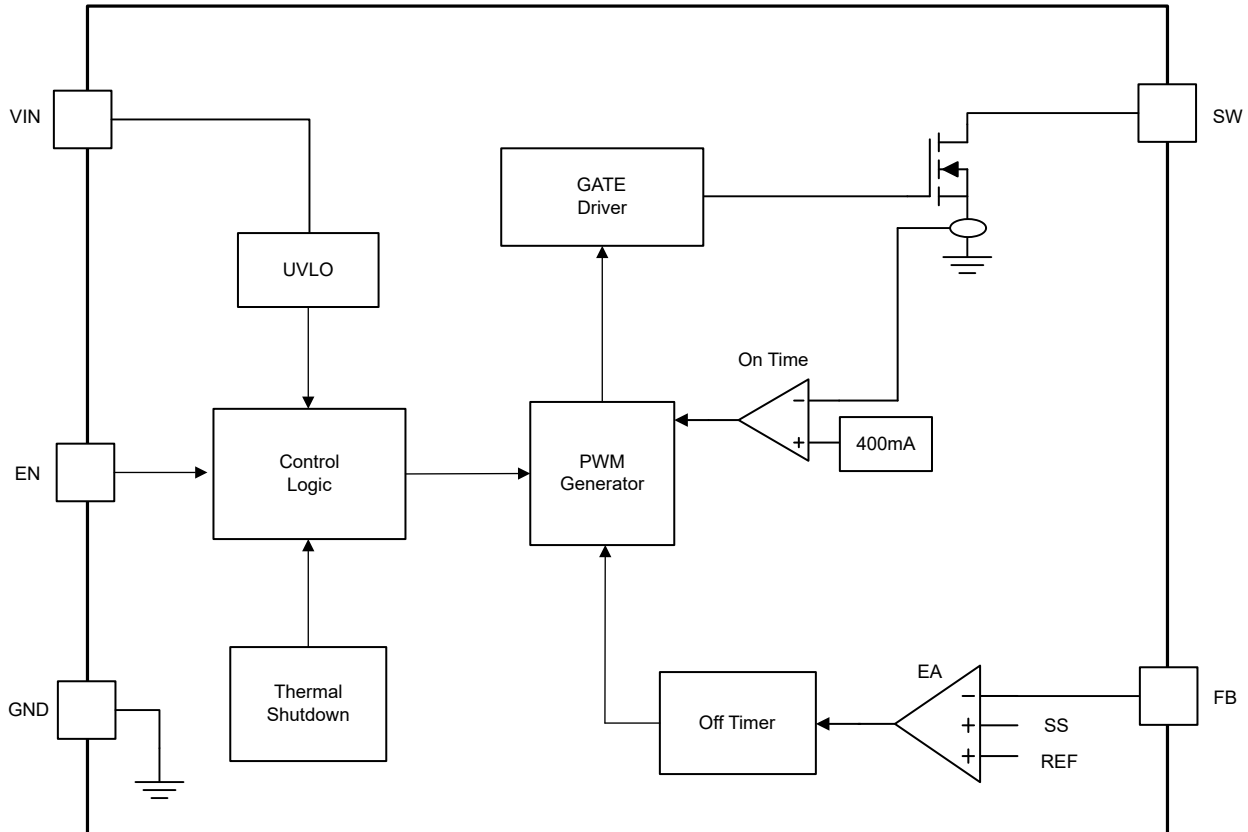 VIN
SW
GATE
Driver
UVLO
On Time
−
+
400mA
EN
Control
Logic
PWM
Generator
Thermal
Shutdown
GND
EA
Off Timer
−
FB
+
SS
+
REF